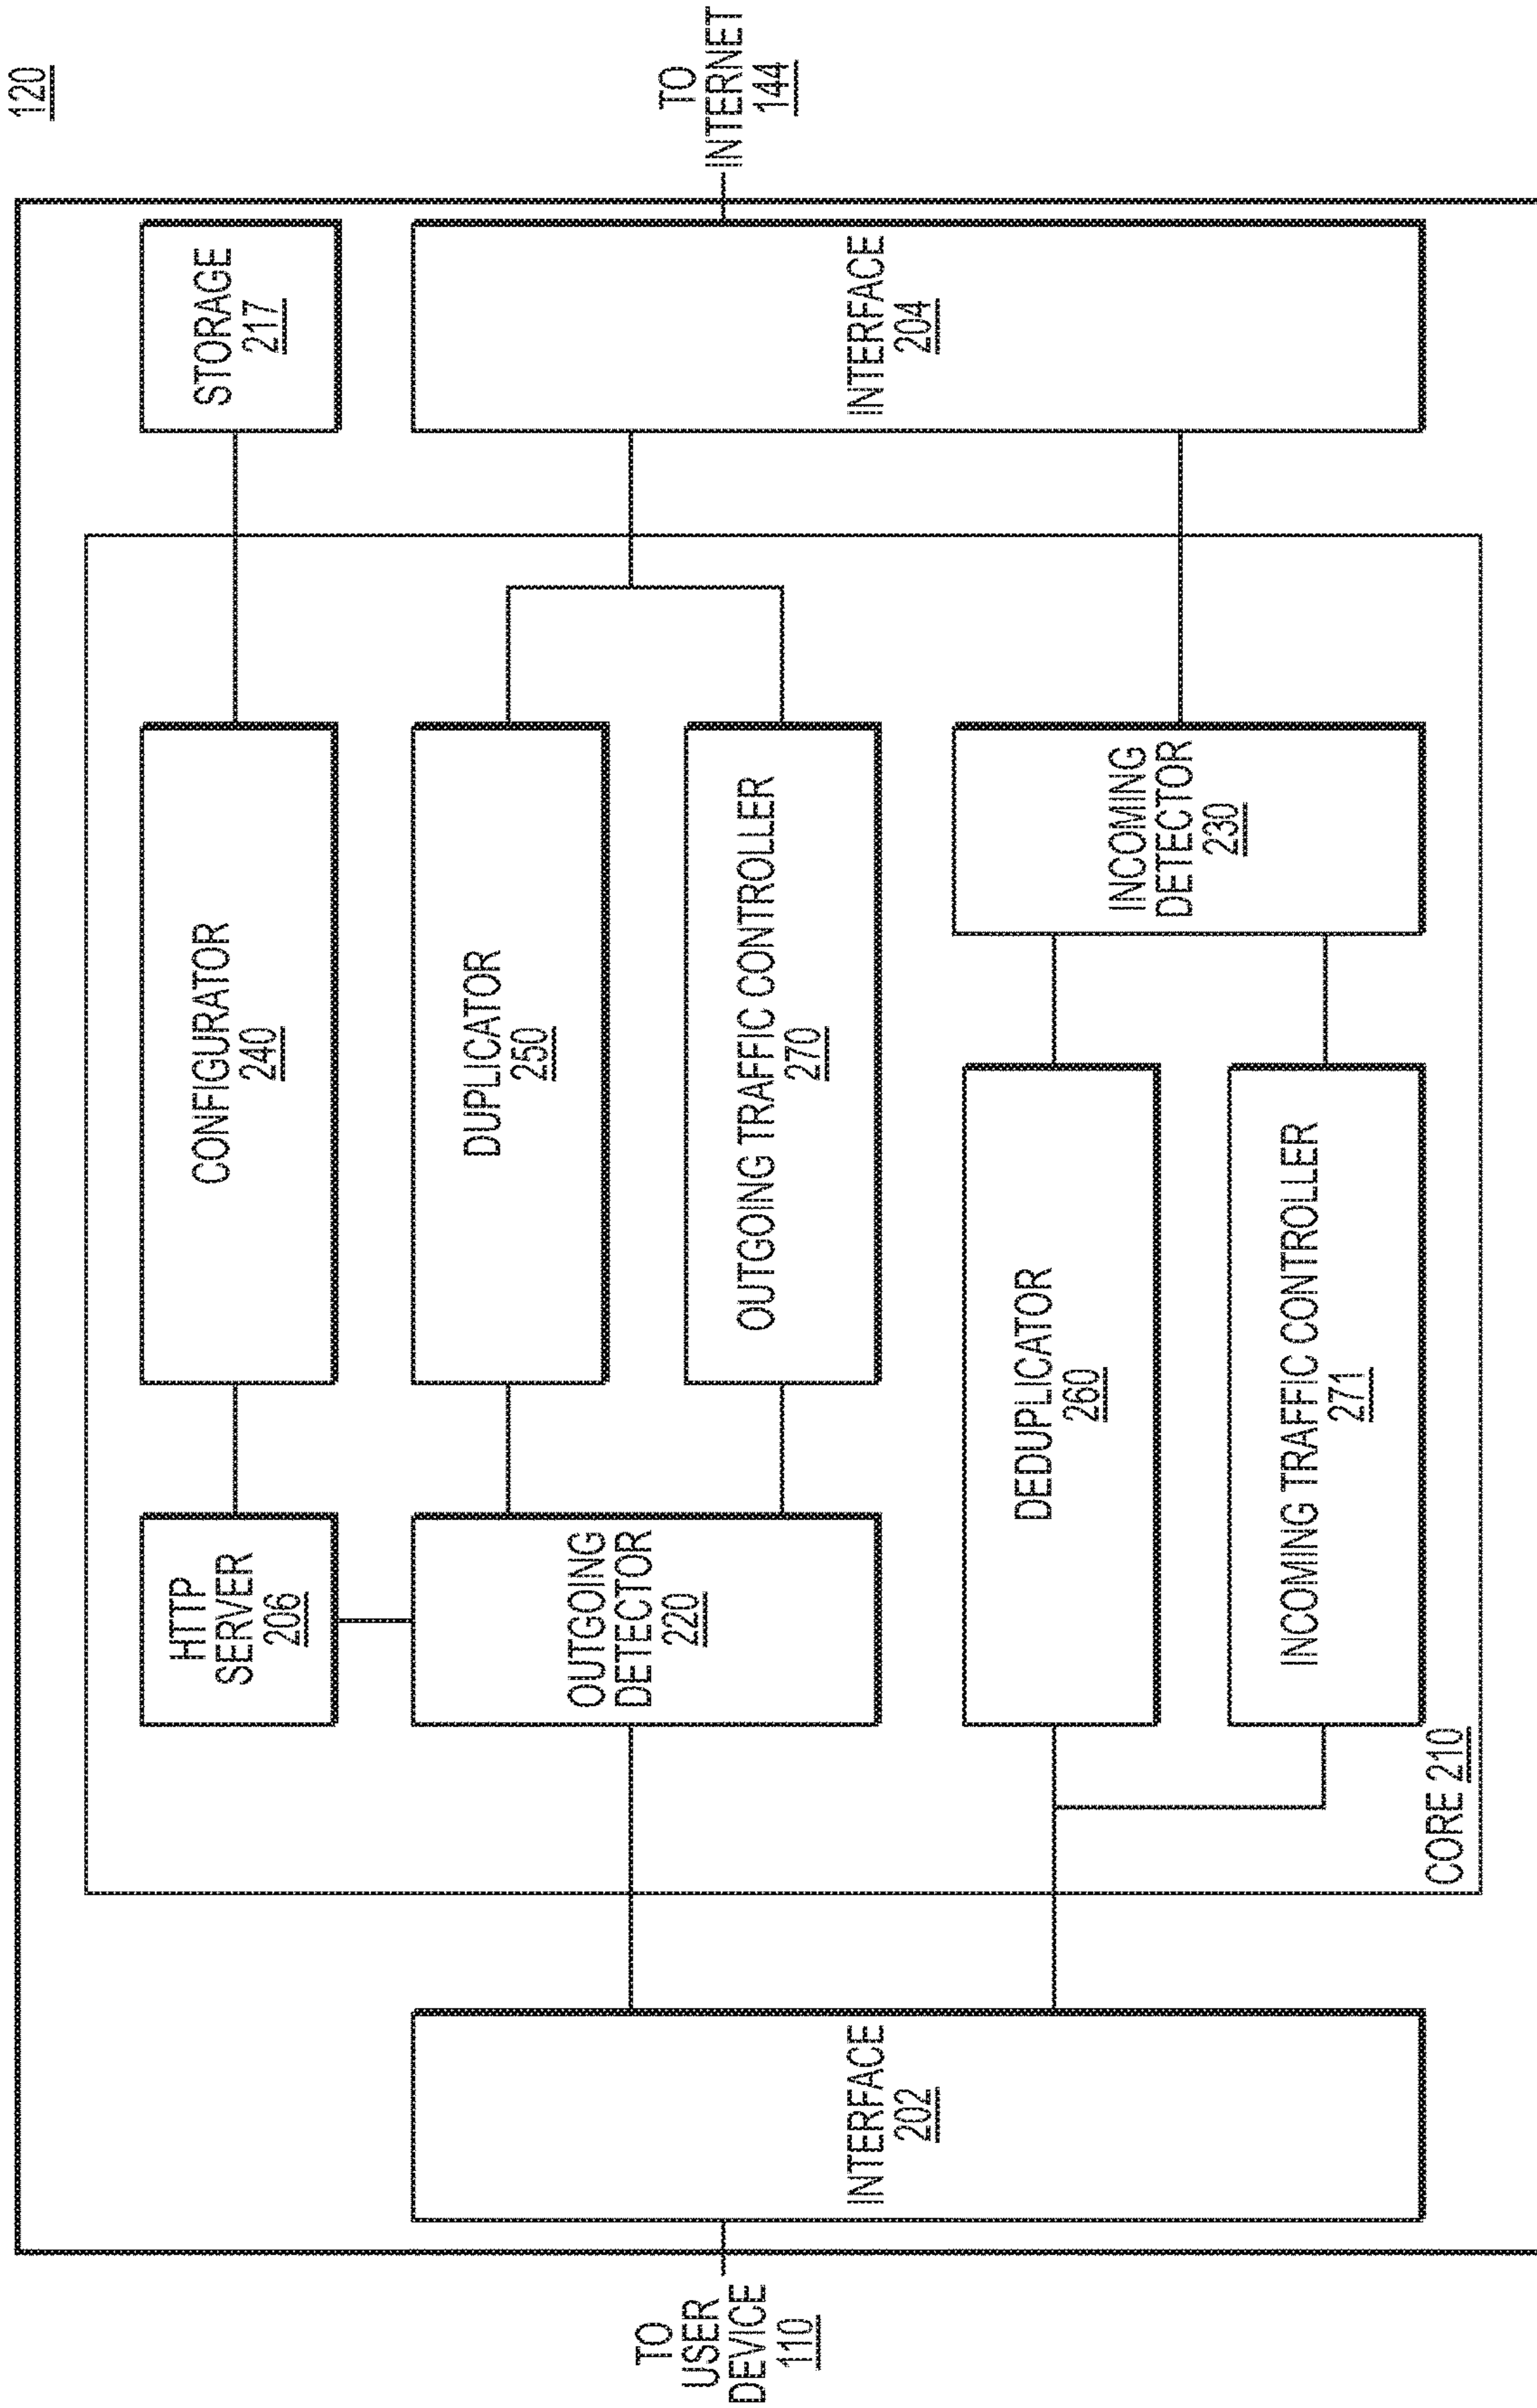 120
TO
USER
DEVICE
110
INTERFACE
202
HTTP
SERVER
206
CONFIGURATOR
240
STORAGE
217
OUTGOING
DETECTOR
220
DUPLICATOR
250
OUTGOING TRAFFIC CONTROLLER
270
DEDUPLICATOR
260
INCOMING TRAFFIC CONTROLLER
271
INCOMING
DETECTOR
230
CORE 210
INTERFACE
204
TO
INTERNET
144